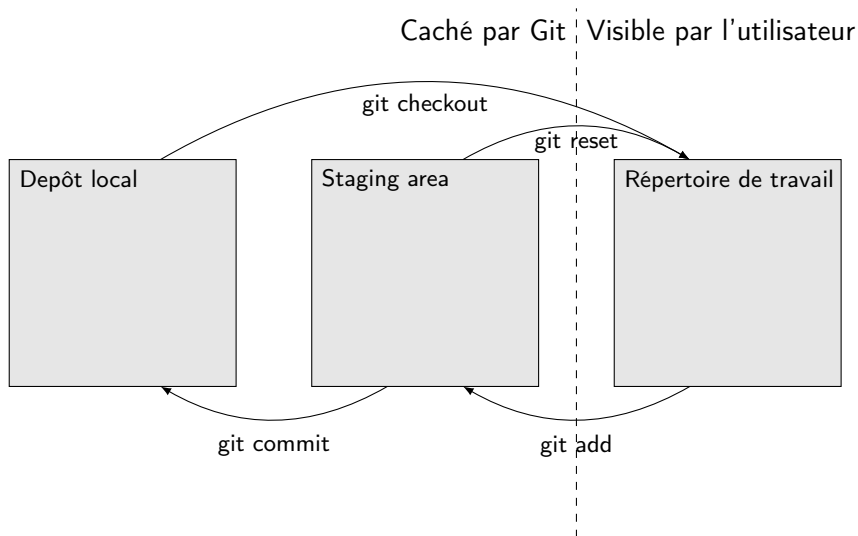 Caché par Git
Visible par l'utilisateur
git checkout
git reset
Depôt local
Staging area
Répertoire de travail
git commit
git add